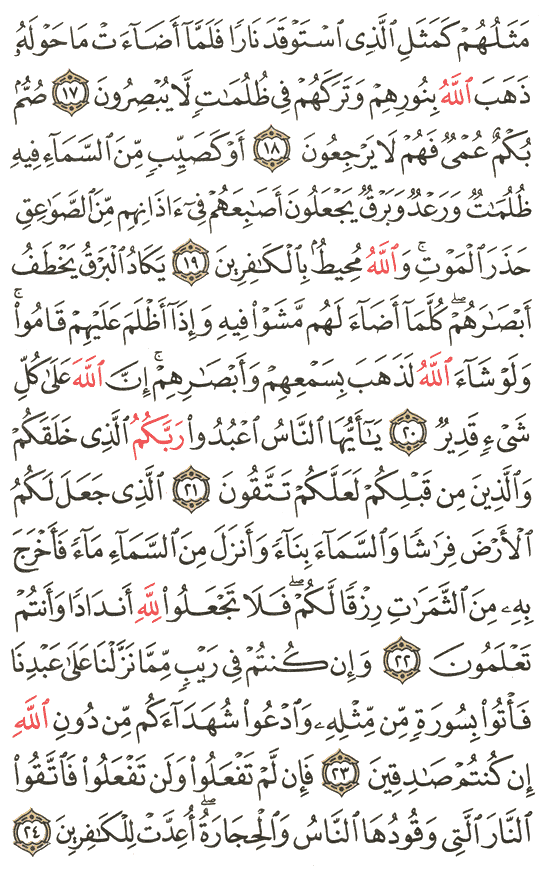 مَثَلُهُمْ كَمَثَلِ ٱلَّذِى ٱسْتَوْقَدَ نَارًا فَلَمَّآ أَضَآءَتْ مَا حَوْلَهُۥ
ذَهَبَ ٱللَّهُ بِنُورِهِمْ وَتَرَكَهُمْ فِى ظُلُمَـٰتٍ لَّا يُبْصِرُونَ ١٧ صُمٌّۢ
بُكْمٌ عُمْىٌ فَهُمْ لَا يَرْجِعُونَ ١٨ أَوْ كَصَيِّبٍ مِّنَ ٱلسَّمَآءِ فِيهِ
ظُلُمَـٰتٌ وَرَعْدٌ وَبَرْقٌ يَجْعَلُونَ أَصَـٰبِعَهُمْ فِىٓ ءَاذَانِهِم مِّنَ ٱلصَّوَٰعِقِ
حَذَرَ ٱلْمَوْتِ ۚ وَٱللَّهُ مُحِيطٌۢ بِٱلْكَـٰفِرِينَ ١٩ يَكَادُ ٱلْبَرْقُ يَخْطَفُ
أَبْصَـٰرَهُمْ ۖ كُلَّمَآ أَضَآءَ لَهُم مَّشَوْا۟ فِيهِ وَإِذَآ أَظْلَمَ عَلَيْهِمْ قَامُوا۟ ۚ
وَلَوْ شَآءَ ٱللَّهُ لَذَهَبَ بِسَمْعِهِمْ وَأَبْصَـٰرِهِمْ ۚ إِنَّ ٱللَّهَ عَلَىٰ كُلِّ
شَىْءٍ قَدِيرٌ ٢٠ يَـٰٓأَيُّهَا ٱلنَّاسُ ٱعْبُدُوا۟ رَبَّكُمُ ٱلَّذِى خَلَقَكُمْ
وَٱلَّذِينَ مِن قَبْلِكُمْ لَعَلَّكُمْ تَتَّقُونَ ٢١ ٱلَّذِى جَعَلَ لَكُمُ
ٱلْأَرْضَ فِرَٰشًا وَٱلسَّمَآءَ بِنَآءً وَأَنزَلَ مِنَ ٱلسَّمَآءِ مَآءً فَأَخْرَجَ
بِهِۦ مِنَ ٱلثَّمَرَٰتِ رِزْقًا لَّكُمْ ۖ فَلَا تَجْعَلُوا۟ لِلَّهِ أَندَادًا وَأَنتُمْ
تَعْلَمُونَ ٢٢ وَإِن كُنتُمْ فِى رَيْبٍ مِّمَّا نَزَّلْنَا عَلَىٰ عَبْدِنَا
فَأْتُوا۟ بِسُورَةٍ مِّن مِّثْلِهِۦ وَٱدْعُوا۟ شُهَدَآءَكُم مِّن دُونِ ٱللَّهِ
إِن كُنتُمْ صَـٰدِقِينَ ٢٣ فَإِن لَّمْ تَفْعَلُوا۟ وَلَن تَفْعَلُوا۟ فَٱتَّقُوا۟
ٱلنَّارَ ٱلَّتِى وَقُودُهَا ٱلنَّاسُ وَٱلْحِجَارَةُ ۖ أُعِدَّتْ لِلْكَـٰفِرِينَ ٢٤